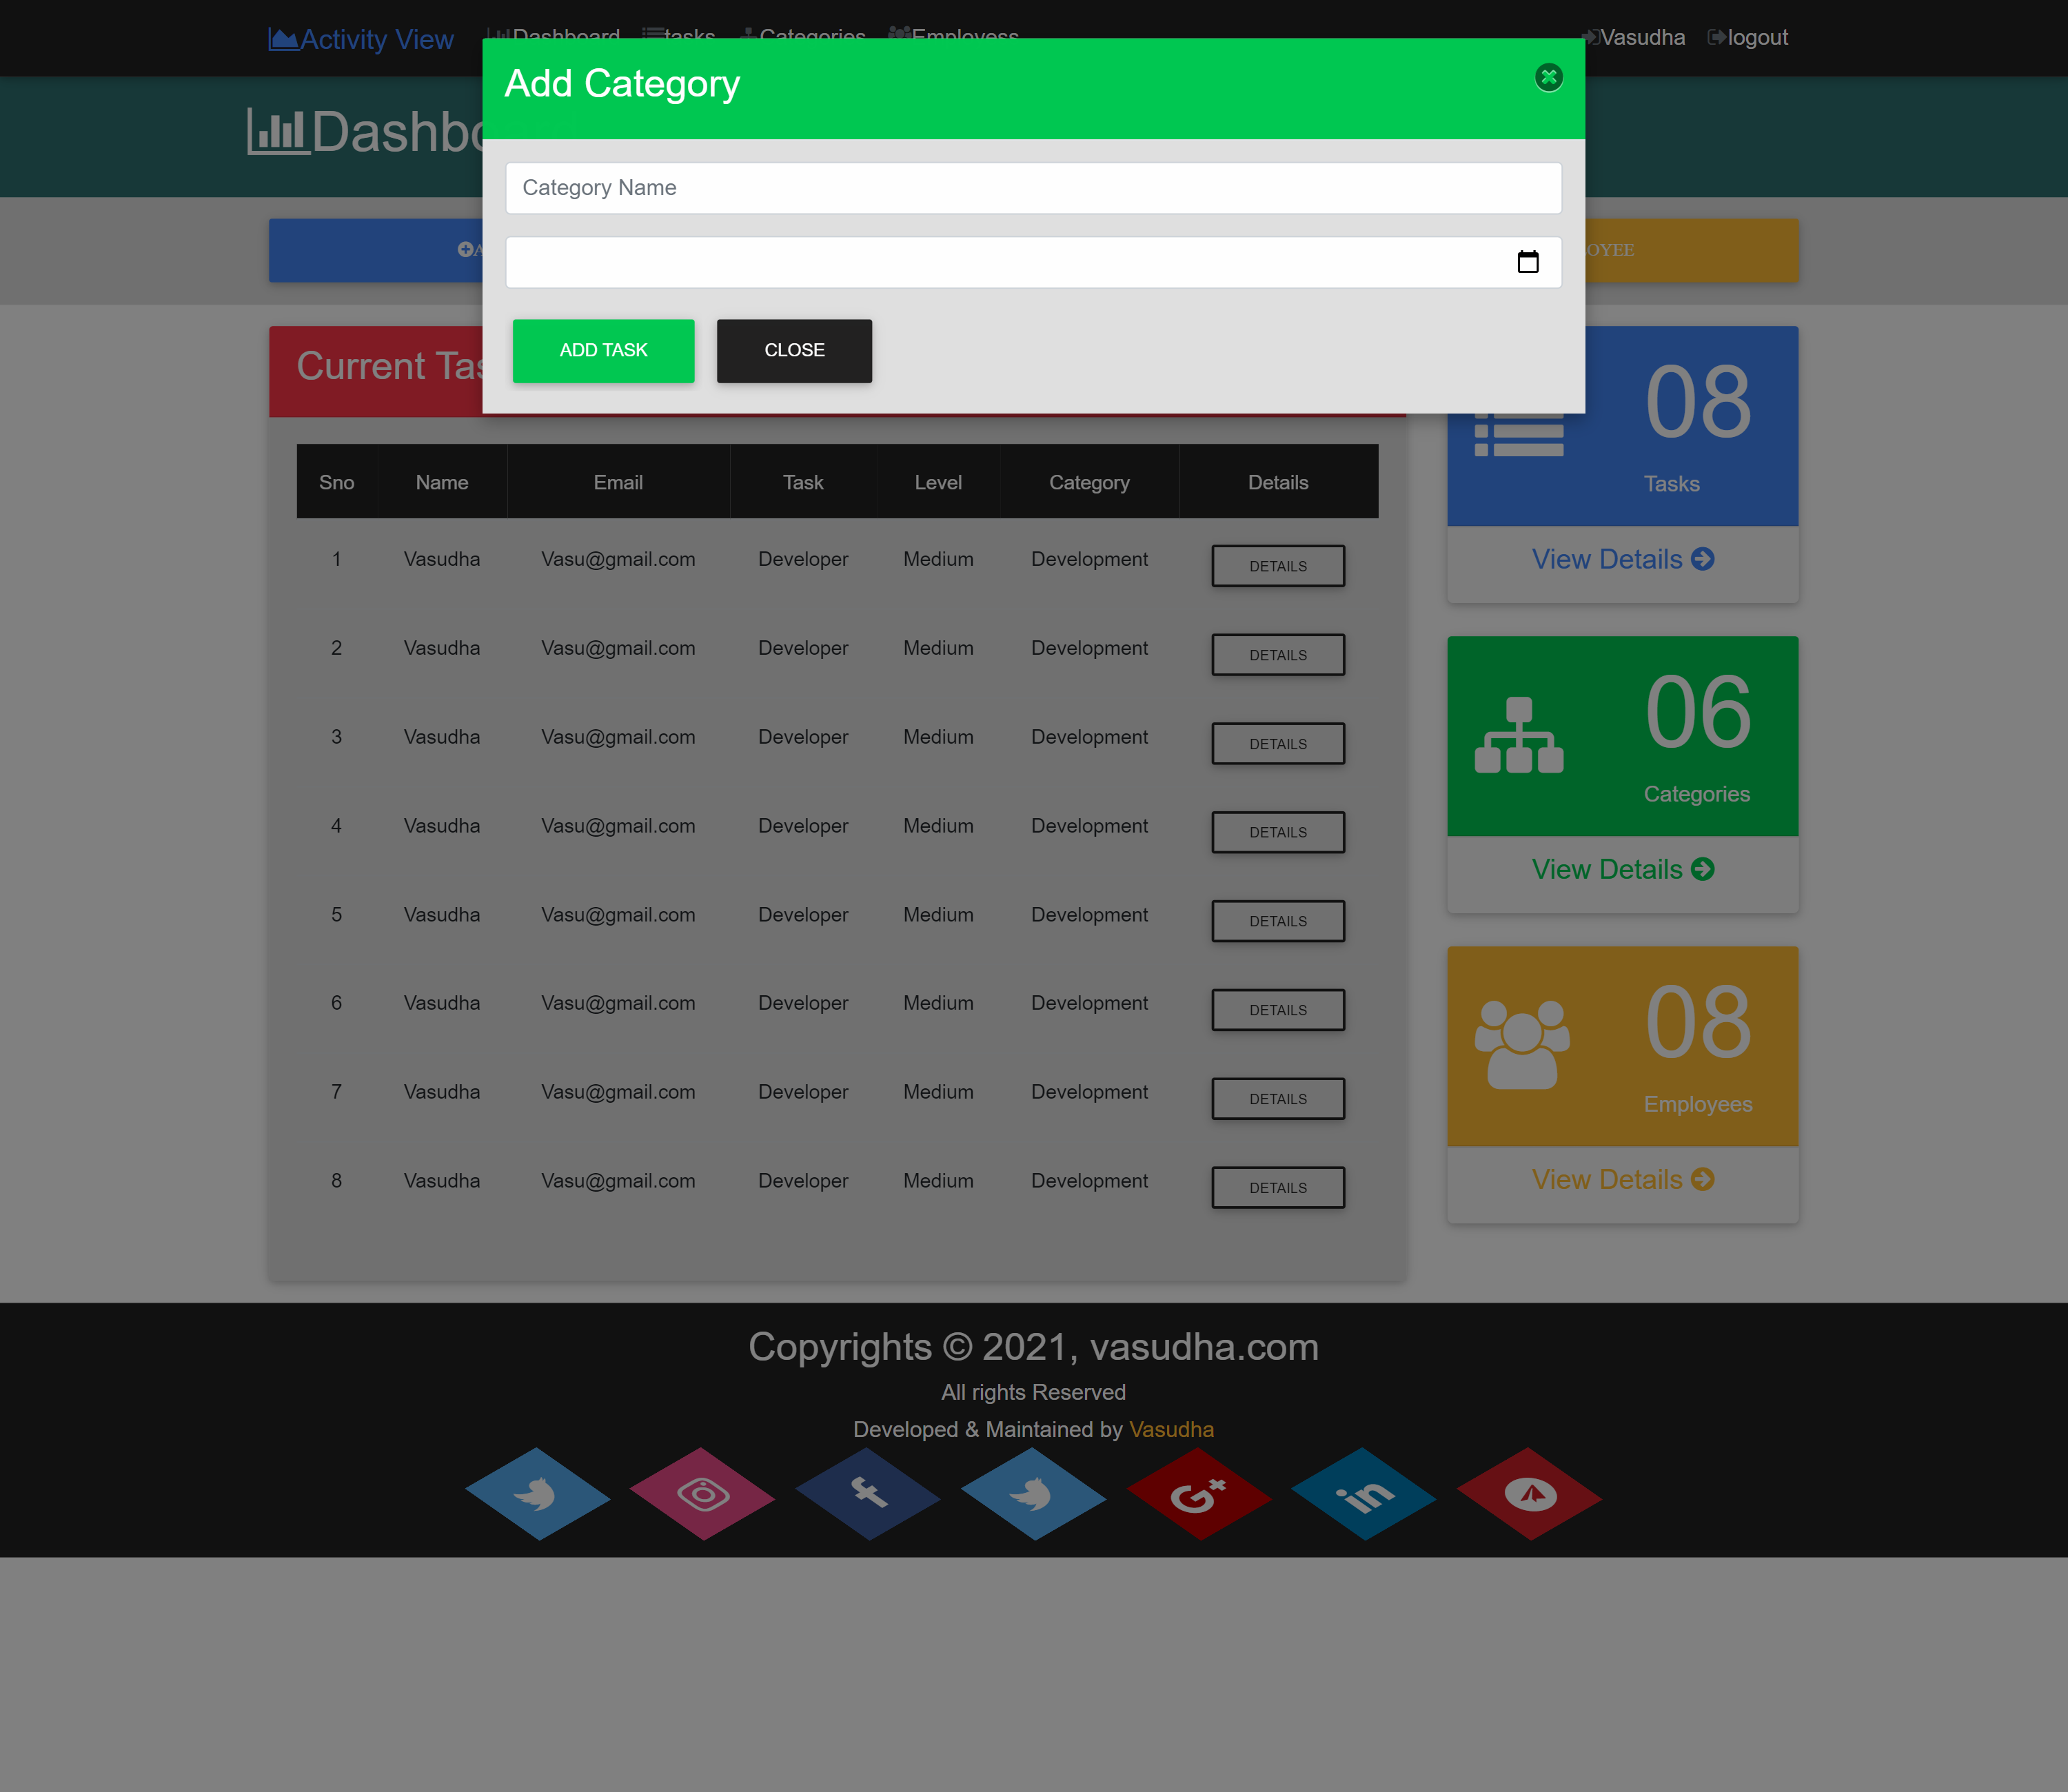 Activity View Dashboard tasks Categories Employess Vasudha logout
Add Category
Dashbo
Category Name
OYEE
ADD TASK CLOSE
Current Tas
08
Tasks
View Details
Sno Name Email Task Level Category Details
1 Vasudha Vasu@gmail.com Developer Medium Development DETAILS
2 Vasudha Vasu@gmail.com Developer Medium Development DETAILS
3 Vasudha Vasu@gmail.com Developer Medium Development DETAILS
4 Vasudha Vasu@gmail.com Developer Medium Development DETAILS
5 Vasudha Vasu@gmail.com Developer Medium Development DETAILS
6 Vasudha Vasu@gmail.com Developer Medium Development DETAILS
7 Vasudha Vasu@gmail.com Developer Medium Development DETAILS
8 Vasudha Vasu@gmail.com Developer Medium Development DETAILS
06
Categories
View Details
08
Employees
View Details
Copyrights © 2021, vasudha.com
All rights Reserved
Developed & Maintained by Vasudha